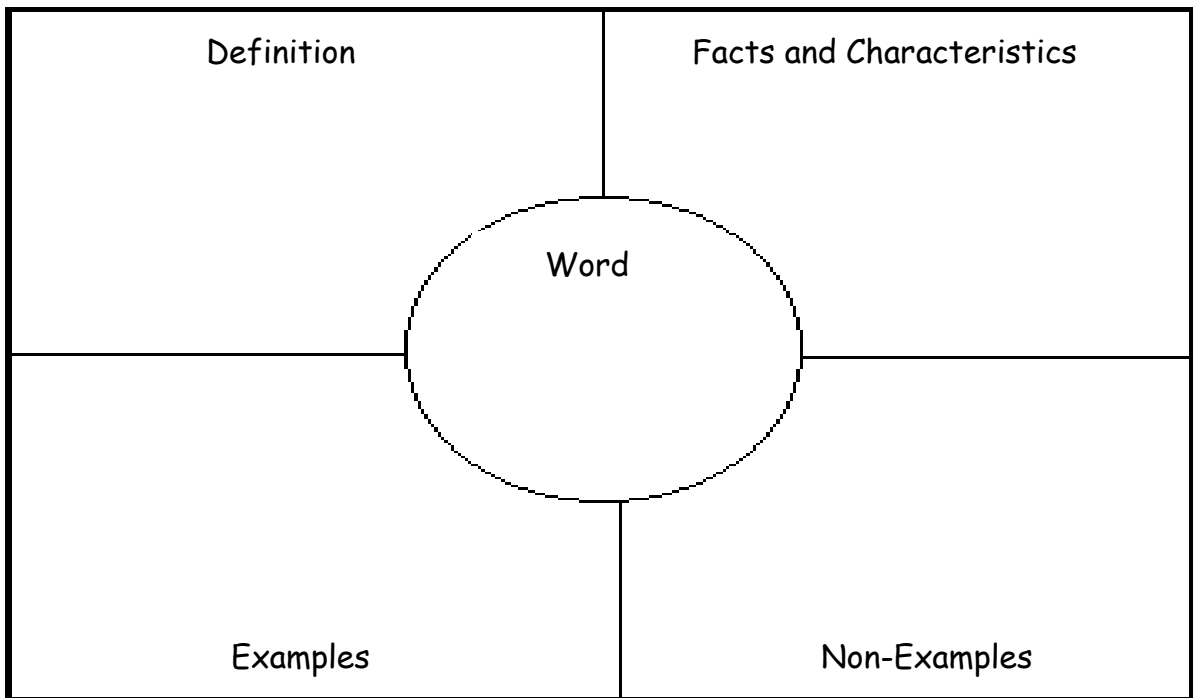 Definition
Facts and Characteristics
Word
Examples
Non-Examples